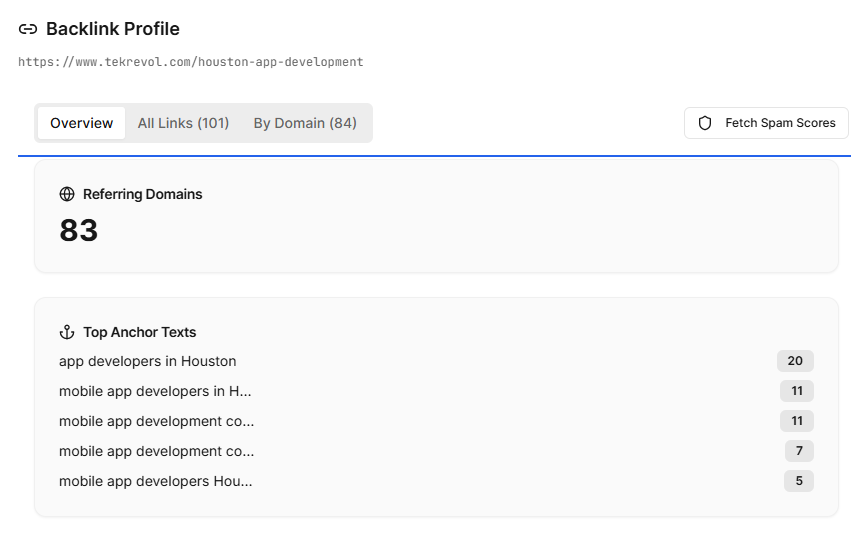 Backlink Profile
https://www.tekrevol.com/houston-app-development
Overview
All Links (101)
By Domain (84)
Fetch Spam Scores
Referring Domains
83
Top Anchor Texts
app developers in Houston 20
mobile app developers in H... 11
mobile app development co... 11
mobile app development co... 7
mobile app developers Hou... 5